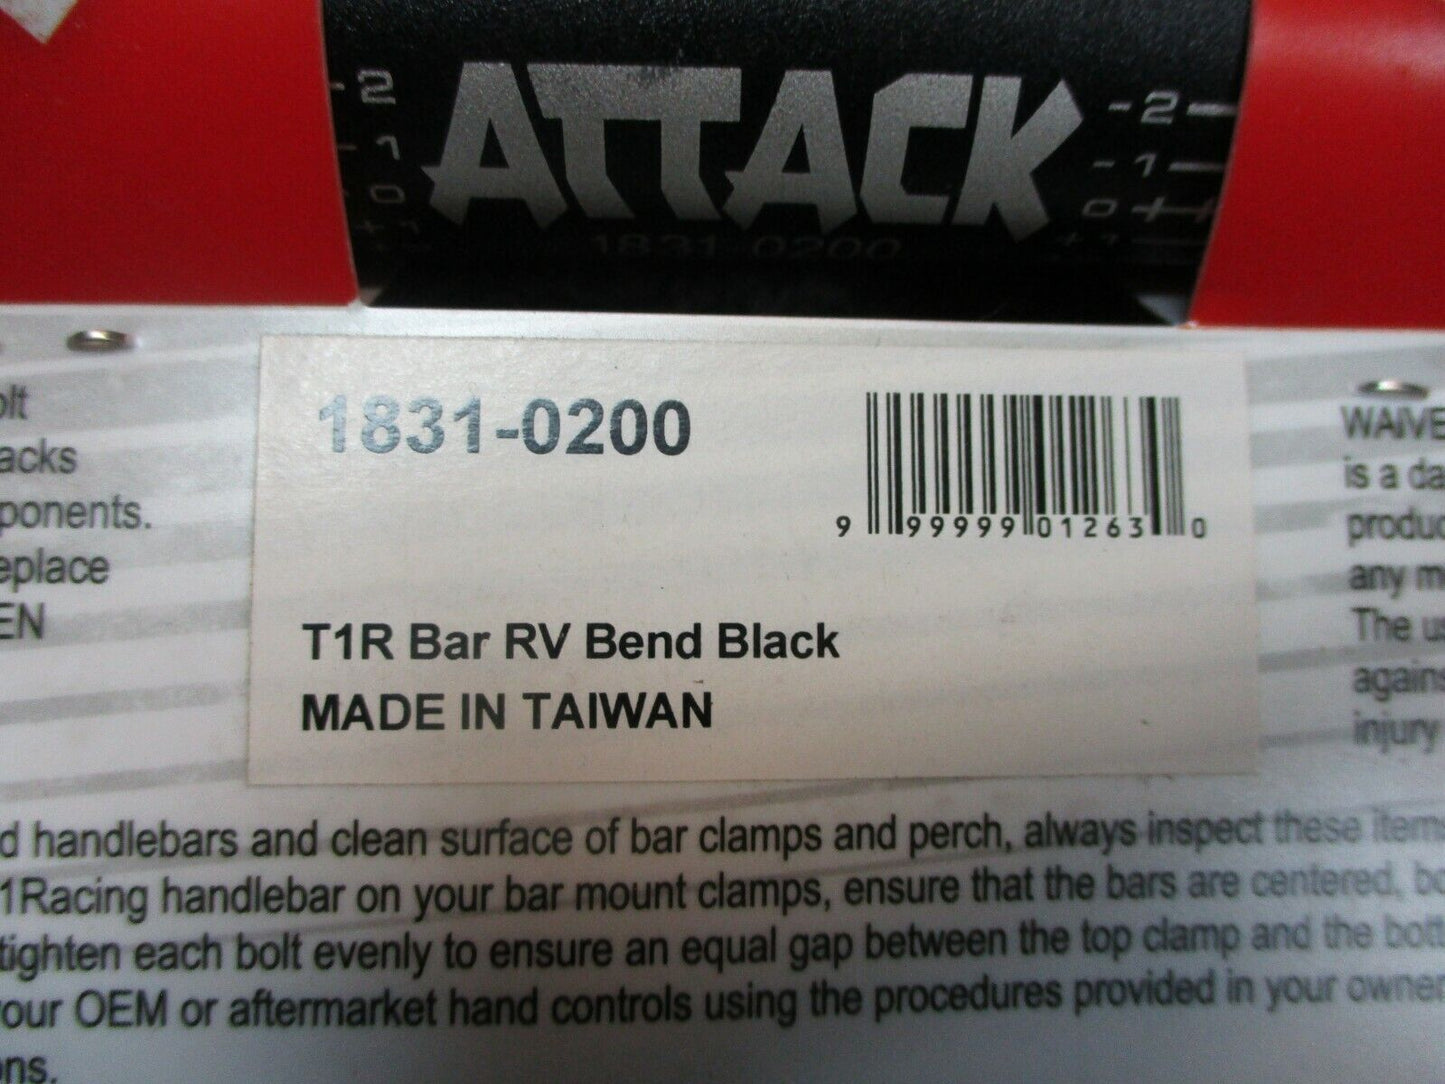 -2
-1
0
+1
ATTACK
-2
-1
0
+1
1831-0200
olt
acks
ponents.
eplace
EN
1831-0200
9 99999 01263 0
T1R Bar RV Bend Black
MADE IN TAIWAN
WAIVE
is a da
produc
any m
The us
agains
injury
d handlebars and clean surface of bar clamps and perch, always inspect these items
1Racing handlebar on your bar mount clamps, ensure that the bars are centered, bo
tighten each bolt evenly to ensure an equal gap between the top clamp and the bott
our OEM or aftermarket hand controls using the procedures provided in your owner
ons.